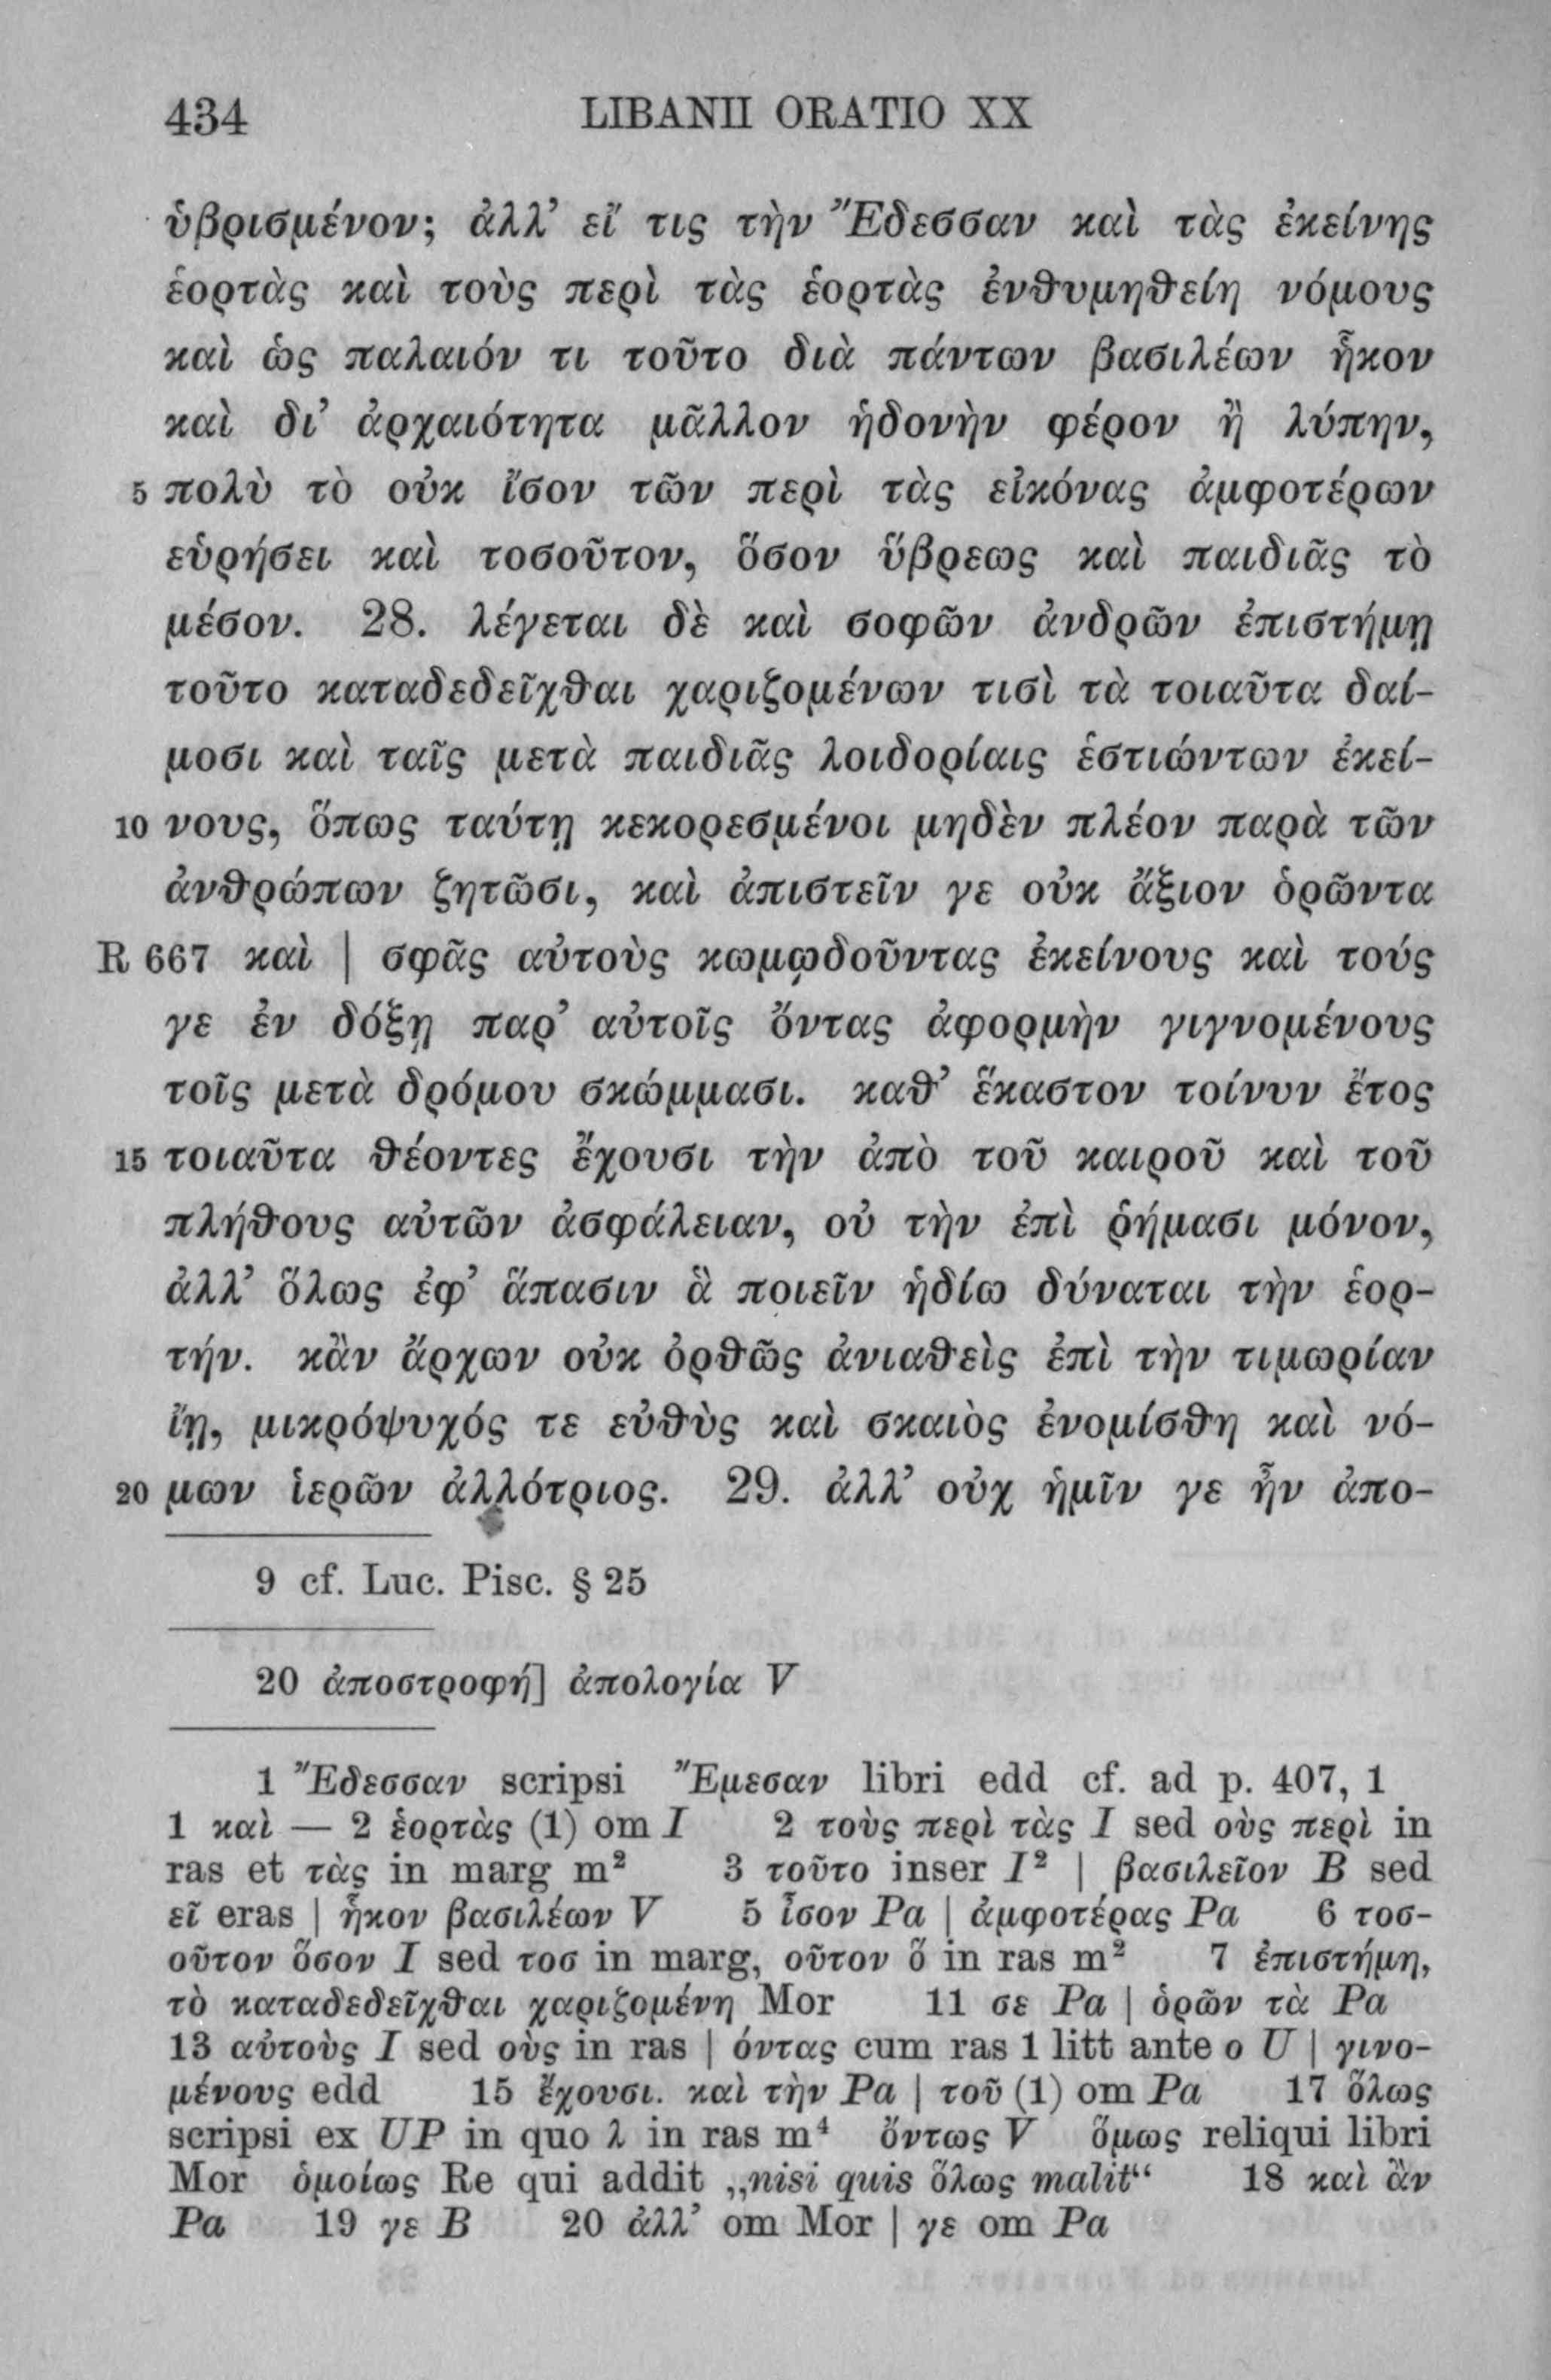 434 LIBANII ORATIO XX
ὑβρισμένον; ἀλλ’ εἴ τις τὴν Ἔδεσσαν καὶ τὰς ἐκείνης
ἑορτὰς καὶ τοὺς περὶ τὰς ἑορτὰς ἐνθυμηθείη νόμους
καὶ ὡς παλαιόν τι τοῦτο διὰ πάντων βασιλέων ἧκον
καὶ δι’ ἀρχαιότητα μᾶλλον ἡδονὴν φέρον ἢ λύπην,
5 πολὺ τὸ οὐκ ἴσον τῶν περὶ τὰς εἰκόνας ἀμφοτέρων
εὑρήσει καὶ τοσοῦτον, ὅσον ὕβρεως καὶ παιδιᾶς τὸ
μέσον. 28. λέγεται δὲ καὶ σοφῶν ἀνδρῶν ἐπιστήμῃ
τοῦτο καταδεδεῖχθαι χαριζομένων τισὶ τὰ τοιαῦτα δαί-
μοσι καὶ ταῖς μετὰ παιδιᾶς λοιδορίαις ἑστιώντων ἐκεί-
10 νους, ὅπως ταύτῃ κεκορεσμένοι μηδὲν πλέον παρὰ τῶν
ἀνθρώπων ζητῶσι, καὶ ἀπιστεῖν γε οὐκ ἄξιον ὁρῶντα
R 667 καὶ | σφᾶς αὐτοὺς κωμῳδοῦντας ἐκείνους καὶ τούς
γε ἐν δόξῃ παρ’ αὐτοῖς ὄντας ἀφορμὴν γιγνομένους
τοῖς μετὰ δρόμου σκώμμασι. καθ’ ἕκαστον τοίνυν ἔτος
15 τοιαῦτα θέοντες ἔχουσι τὴν ἀπὸ τοῦ καιροῦ καὶ τοῦ
πλήθους αὐτῶν ἀσφάλειαν, οὐ τὴν ἐπὶ ῥήμασι μόνον,
ἀλλ’ ὅλως ἐφ’ ἅπασιν ἃ ποιεῖν ἡδίω δύναται τὴν ἑορ-
τήν. κἂν ἄρχων οὐκ ὀρθῶς ἀνιαθεὶς ἐπὶ τὴν τιμωρίαν
ἴῃ, μικρόψυχός τε εὐθὺς καὶ σκαιὸς ἐνομίσθη καὶ νό-
20 μων ἱερῶν ἀλλότριος. 29. ἀλλ’ οὐχ ἡμῖν γε ἦν ἀπο-
9 cf. Luc. Pisc. § 25
20 ἀποστροφή] ἀπολογία V
1 Ἔδεσσαν scripsi Ἔμεσαν libri edd cf. ad p. 407, 1
1 καὶ — 2 ἑορτὰς (1) om I 2 τοὺς περὶ τὰς I sed οὺς περὶ in
ras et τὰς in marg m² 3 τοῦτο inser I² | βασιλεῖον B sed
εῖ eras | ἧκον βασιλέων V 5 ἶσον Pa | ἀμφοτέρας Pa 6 τοσ-
οῦτον ὅσον I sed τοσ in marg, οῦτον ὅ in ras m² 7 ἐπιστήμη,
τὸ καταδεδεῖχθαι χαριζομένη Mor 11 σε Pa | ὁρῶν τὰ Pa
13 αὐτοὺς I sed οὺς in ras | όντας cum ras 1 litt ante ο U | γινο-
μένους edd 15 ἔχουσι. καὶ τὴν Pa | τοῦ (1) om Pa 17 ὅλως
scripsi ex UP in quo λ in ras m⁴ ὄντως V ὅμως reliqui libri
Mor ὁμοίως Re qui addit „nisi quis ὅλως malit“ 18 καὶ ἂν
Pa 19 γε B 20 ἀλλ’ om Mor | γε om Pa